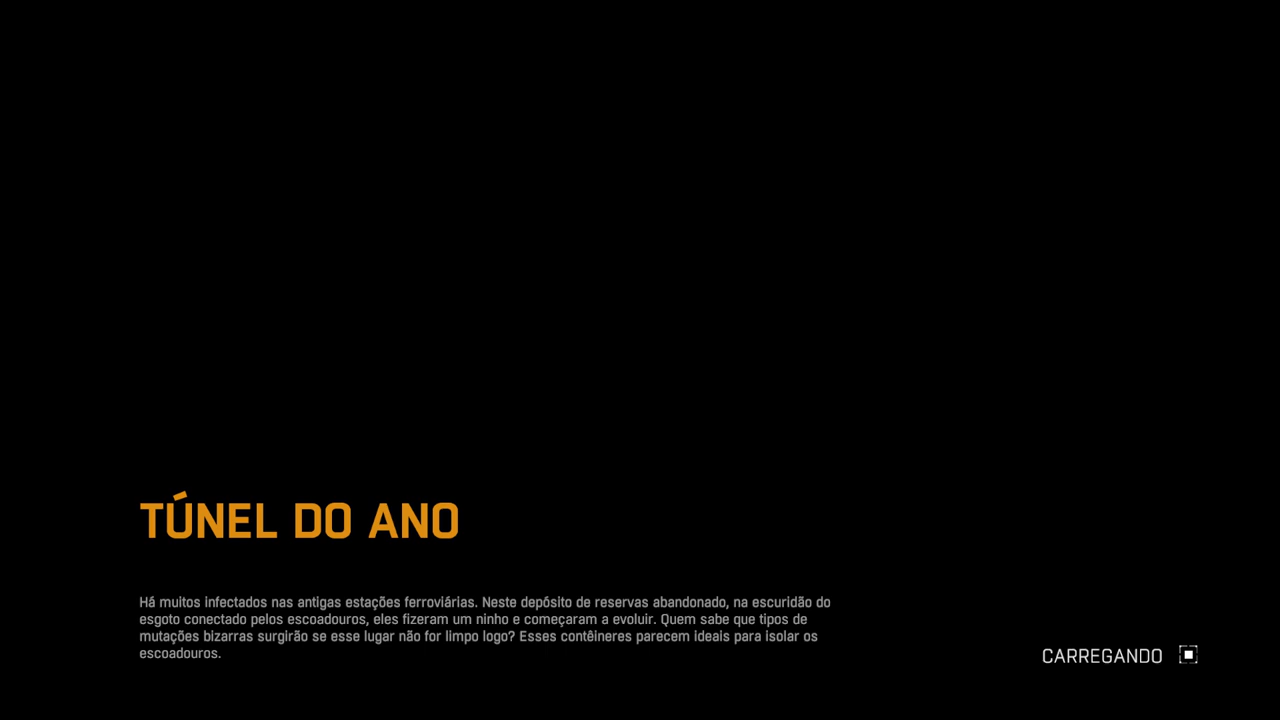 TÚNEL DO ANO
Há muitos infectados nas antigas estações ferroviárias. Neste depósito de reservas abandonado, na escuridão do
esgoto conectado pelos escoadouros, eles fizeram um ninho e começaram a evoluir. Quem sabe que tipos de
mutações bizarras surgirão se esse lugar não for limpo logo? Esses contêineres parecem ideais para isolar os
escoadouros.
CARREGANDO